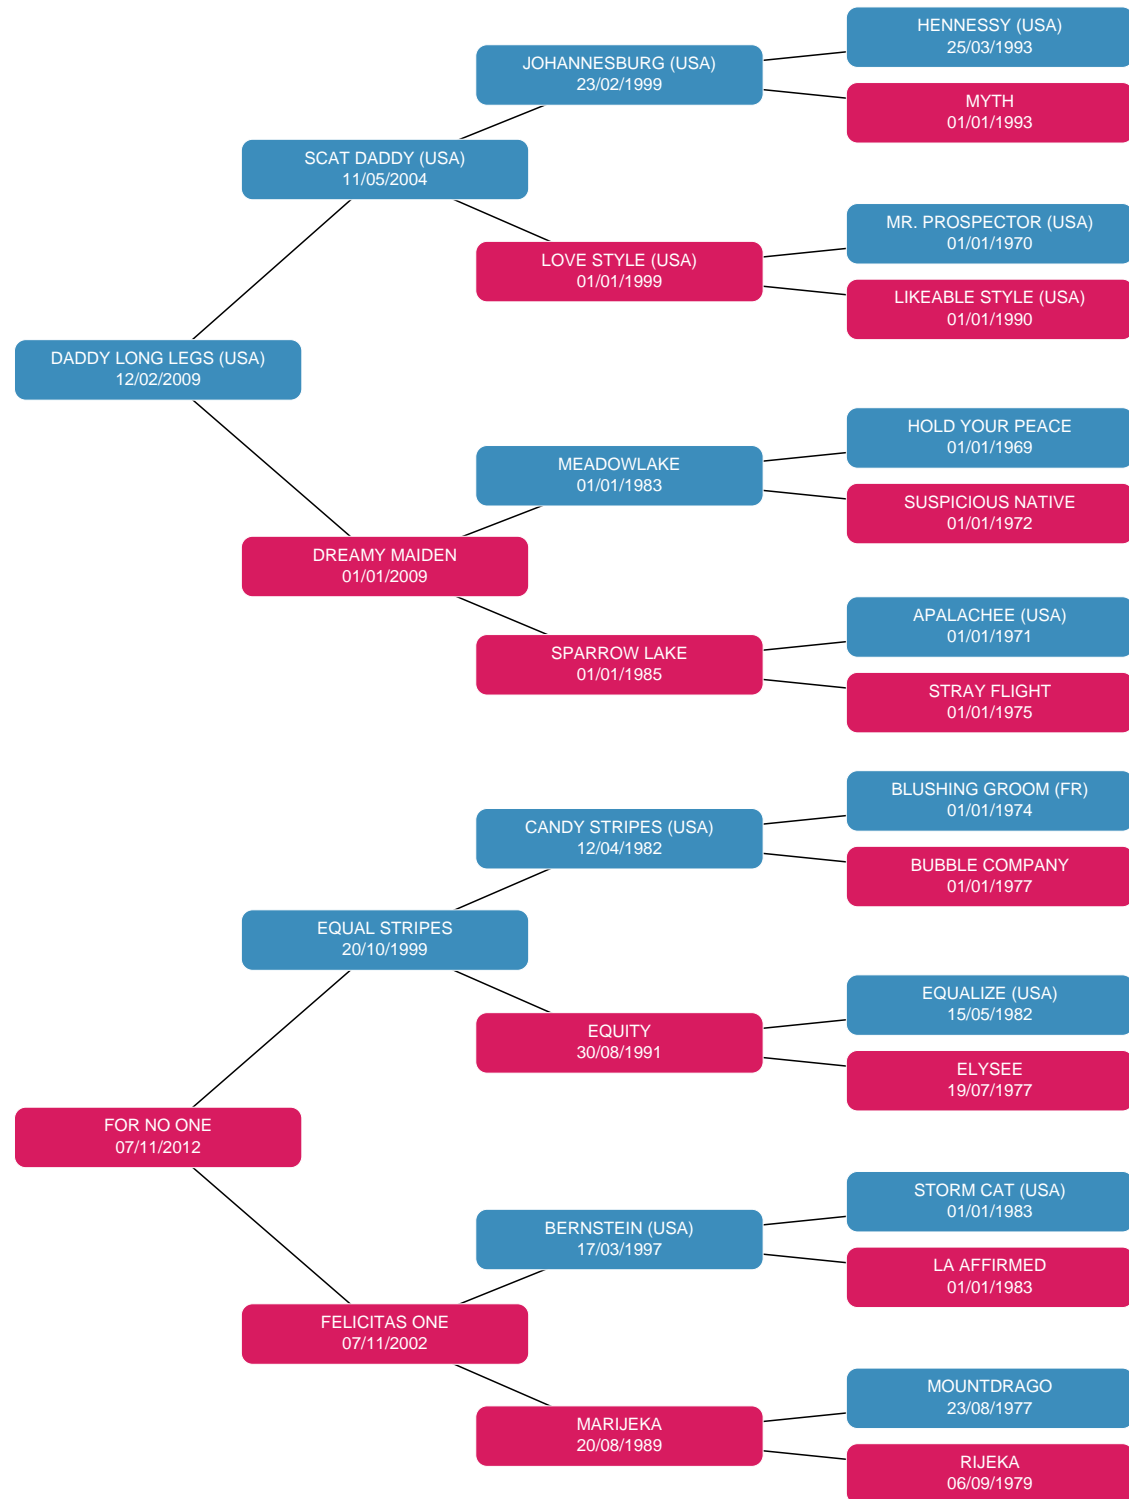 HENNESSY (USA)
25/03/1993
JOHANNESBURG (USA)
23/02/1999
MYTH
01/01/1993
SCAT DADDY (USA)
11/05/2004
MR. PROSPECTOR (USA)
01/01/1970
LOVE STYLE (USA)
01/01/1999
LIKEABLE STYLE (USA)
01/01/1990
DADDY LONG LEGS (USA)
12/02/2009
HOLD YOUR PEACE
01/01/1969
MEADOWLAKE
01/01/1983
SUSPICIOUS NATIVE
01/01/1972
DREAMY MAIDEN
01/01/2009
APALACHEE (USA)
01/01/1971
SPARROW LAKE
01/01/1985
STRAY FLIGHT
01/01/1975
BLUSHING GROOM (FR)
01/01/1974
CANDY STRIPES (USA)
12/04/1982
BUBBLE COMPANY
01/01/1977
EQUAL STRIPES
20/10/1999
EQUALIZE (USA)
15/05/1982
EQUITY
30/08/1991
ELYSEE
19/07/1977
FOR NO ONE
07/11/2012
STORM CAT (USA)
01/01/1983
BERNSTEIN (USA)
17/03/1997
LA AFFIRMED
01/01/1983
FELICITAS ONE
07/11/2002
MOUNTDRAGO
23/08/1977
MARIJEKA
20/08/1989
RIJEKA
06/09/1979